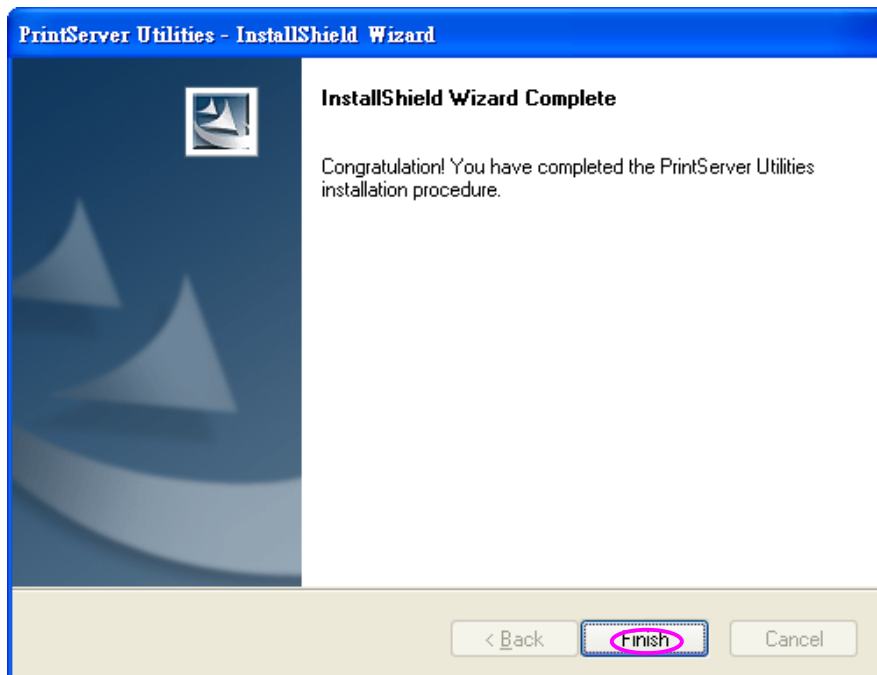 PrintServer Utilities - InstallShield Wizard
InstallShield Wizard Complete
Congratulation! You have completed the PrintServer Utilities
installation procedure.
< Back
Finish
Cancel